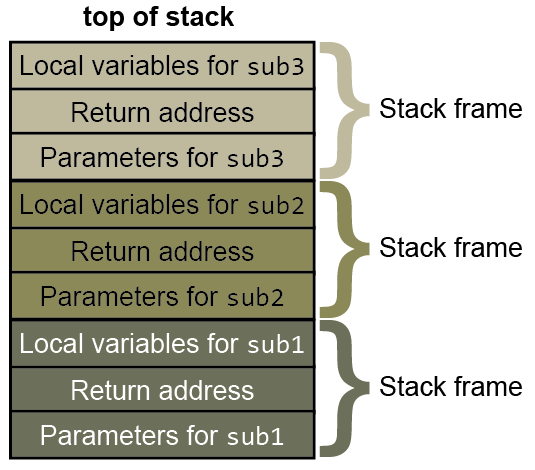 top of stack
Local variables for sub3
Return address
Parameters for sub3
Stack frame
Local variables for sub2
Return address
Parameters for sub2
Stack frame
Local variables for sub1
Return address
Parameters for sub1
Stack frame